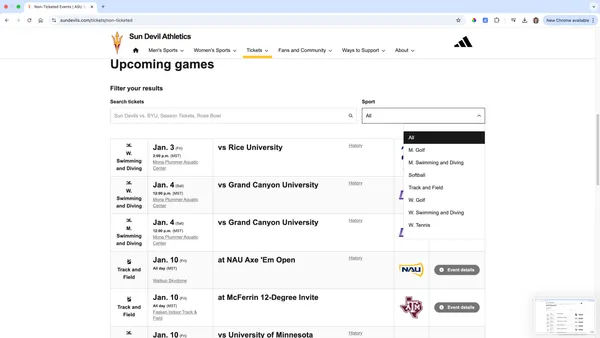 Non-Ticketed Events | ASU
New Chrome available
sundevils.com/tickets/non-ticketed
Sun Devil Athletics
Men's Sports
Women's Sports
Tickets
Fans and Community
Ways to Support
About
adidas
Upcoming games
Filter your results
Search tickets
Sport
Sun Devils vs. BYU, Season Tickets, Rose Bowl
All
All
M. Golf
M. Swimming and Diving
Softball
Track and Field
W. Golf
W. Swimming and Diving
W. Tennis
W. Swimming and Diving
Jan. 3 (Fri)
2:00 p.m. (MST)
Mona Plummer Aquatic Center
vs Rice University
History
W. Swimming and Diving
Jan. 4 (Sat)
12:00 p.m. (MST)
Mona Plummer Aquatic Center
vs Grand Canyon University
History
M. Swimming and Diving
Jan. 4 (Sat)
12:00 p.m. (MST)
Mona Plummer Aquatic Center
vs Grand Canyon University
History
Track and Field
Jan. 10 (Fri)
All day (MST)
Walkup Skydome
at NAU Axe 'Em Open
History
NAU
Event details
Track and Field
Jan. 10 (Fri)
All day (MST)
Fasken Indoor Track & Field
at McFerrin 12-Degree Invite
Event details
Jan. 10 (Fri)
vs University of Minnesota
History